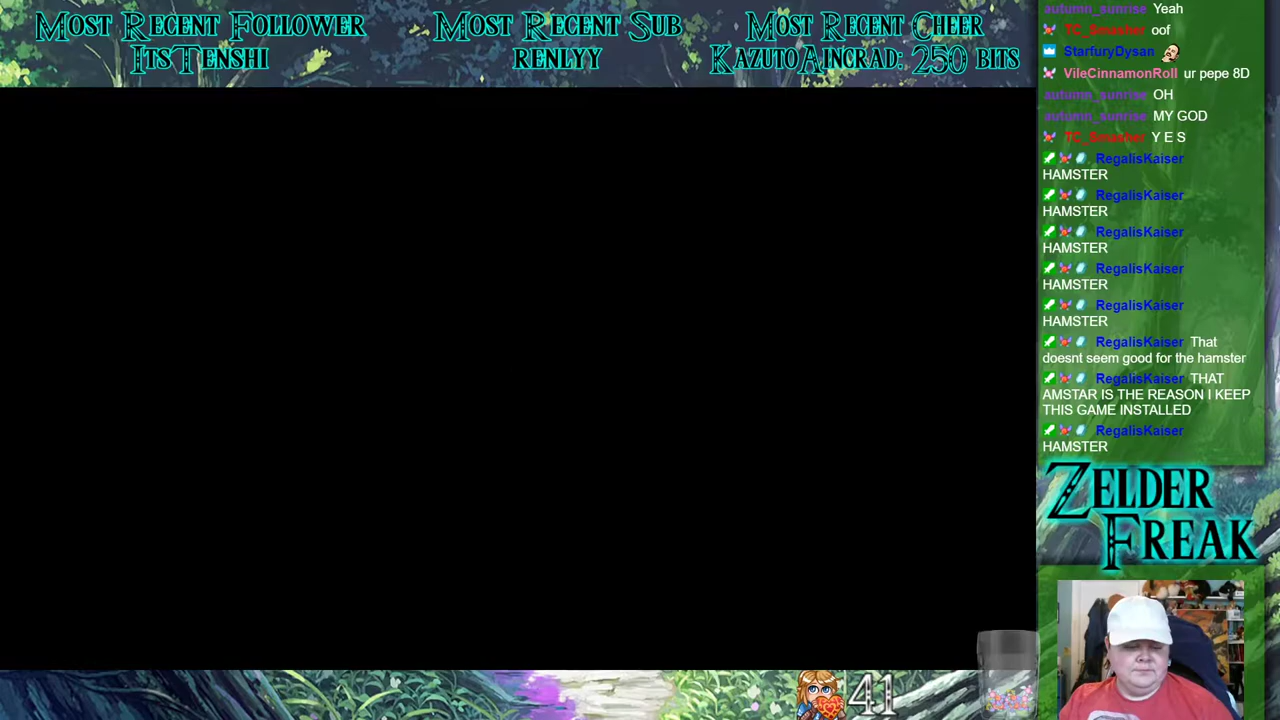 Most Recent Follower
ItsTenshi
Most Recent Sub
renlyy
Most Recent Cheer
KazutoAincrad: 250 bits
autumn_sunrise Yeah
TC_Smasher oof
StarfuryDysan
VileCinnamonRoll ur pepe 8D
autumn_sunrise OH
autumn_sunrise MY GOD
TC_Smasher Y E S
RegalisKaiser
HAMSTER
RegalisKaiser
HAMSTER
RegalisKaiser
HAMSTER
RegalisKaiser
HAMSTER
RegalisKaiser
HAMSTER
RegalisKaiser That
doesnt seem good for the hamster
RegalisKaiser THAT
AMSTAR IS THE REASON I KEEP
THIS GAME INSTALLED
RegalisKaiser
HAMSTER
Zelder
Freak
41